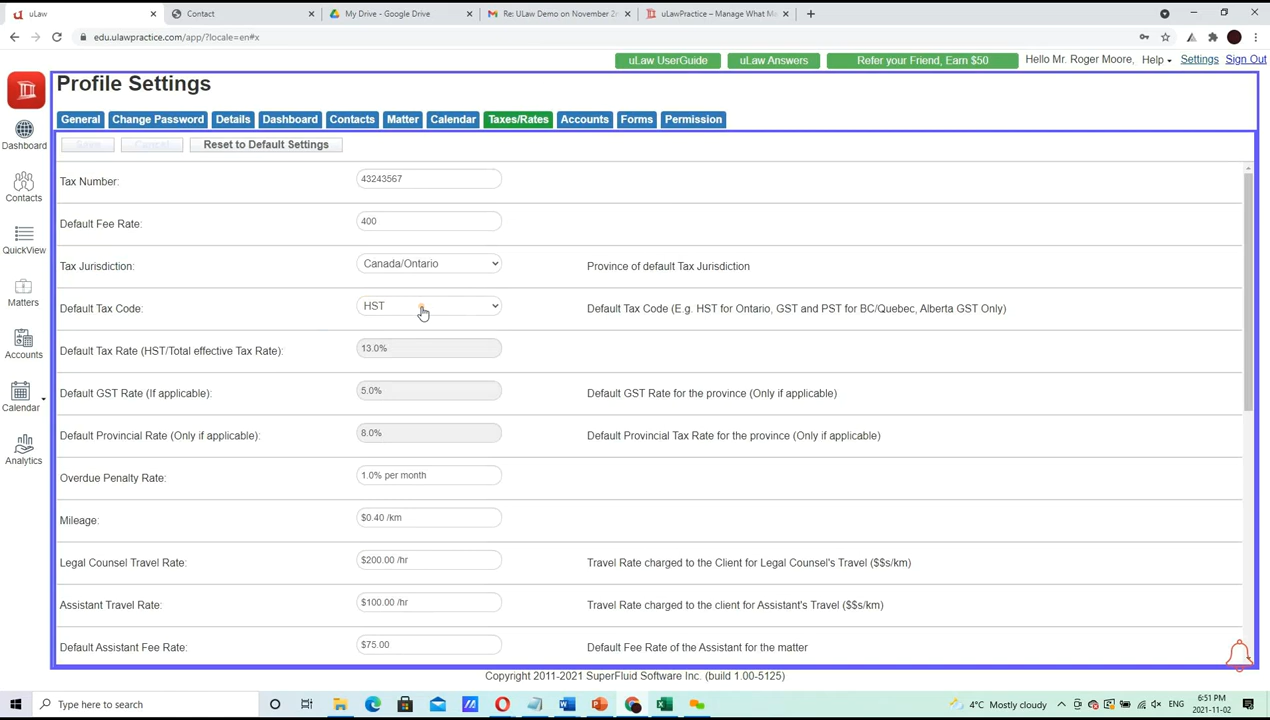 uLaw
Contact
My Drive - Google Drive
Re: ULaw Demo on November 2
uLawPractice – Manage What Ma
edu.ulawpractice.com/app/?locale=en#x
uLaw UserGuide
uLaw Answers
Refer your Friend, Earn $50
Hello Mr. Roger Moore, Help Settings Sign Out
Profile Settings
General
Change Password
Details
Dashboard
Contacts
Matter
Calendar
Taxes/Rates
Accounts
Forms
Permission
Save
Cancel
Reset to Default Settings
Dashboard
Contacts
QuickView
Matters
Accounts
Calendar
Analytics
Tax Number: 43243567
Default Fee Rate: 400
Tax Jurisdiction: Canada/Ontario Province of default Tax Jurisdiction
Default Tax Code: HST Default Tax Code (E.g. HST for Ontario, GST and PST for BC/Quebec, Alberta GST Only)
Default Tax Rate (HST/Total effective Tax Rate): 13.0%
Default GST Rate (If applicable): 5.0% Default GST Rate for the province (Only if applicable)
Default Provincial Rate (Only if applicable): 8.0% Default Provincial Tax Rate for the province (Only if applicable)
Overdue Penalty Rate: 1.0% per month
Mileage: $0.40 /km
Legal Counsel Travel Rate: $200.00 /hr Travel Rate charged to the Client for Legal Counsel's Travel ($$s/km)
Assistant Travel Rate: $100.00 /hr Travel Rate charged to the client for Assistant's Travel ($$s/km)
Default Assistant Fee Rate: $75.00 Default Fee Rate of the Assistant for the matter
Copyright 2011-2021 SuperFluid Software Inc. (build 1.00-5125)
Type here to search
4°C Mostly cloudy
ENG
6:51 PM
2021-11-02